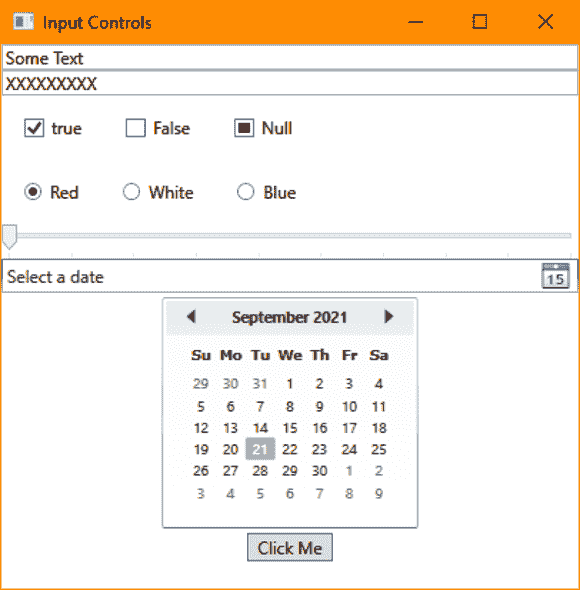 Input Controls
Some Text
XXXXXXXXX
true False Null
Red White Blue
Select a date 15
September 2021
Su Mo Tu We Th Fr Sa
29 30 31 1 2 3 4
5 6 7 8 9 10 11
12 13 14 15 16 17 18
19 20 21 22 23 24 25
26 27 28 29 30 1 2
3 4 5 6 7 8 9
Click Me